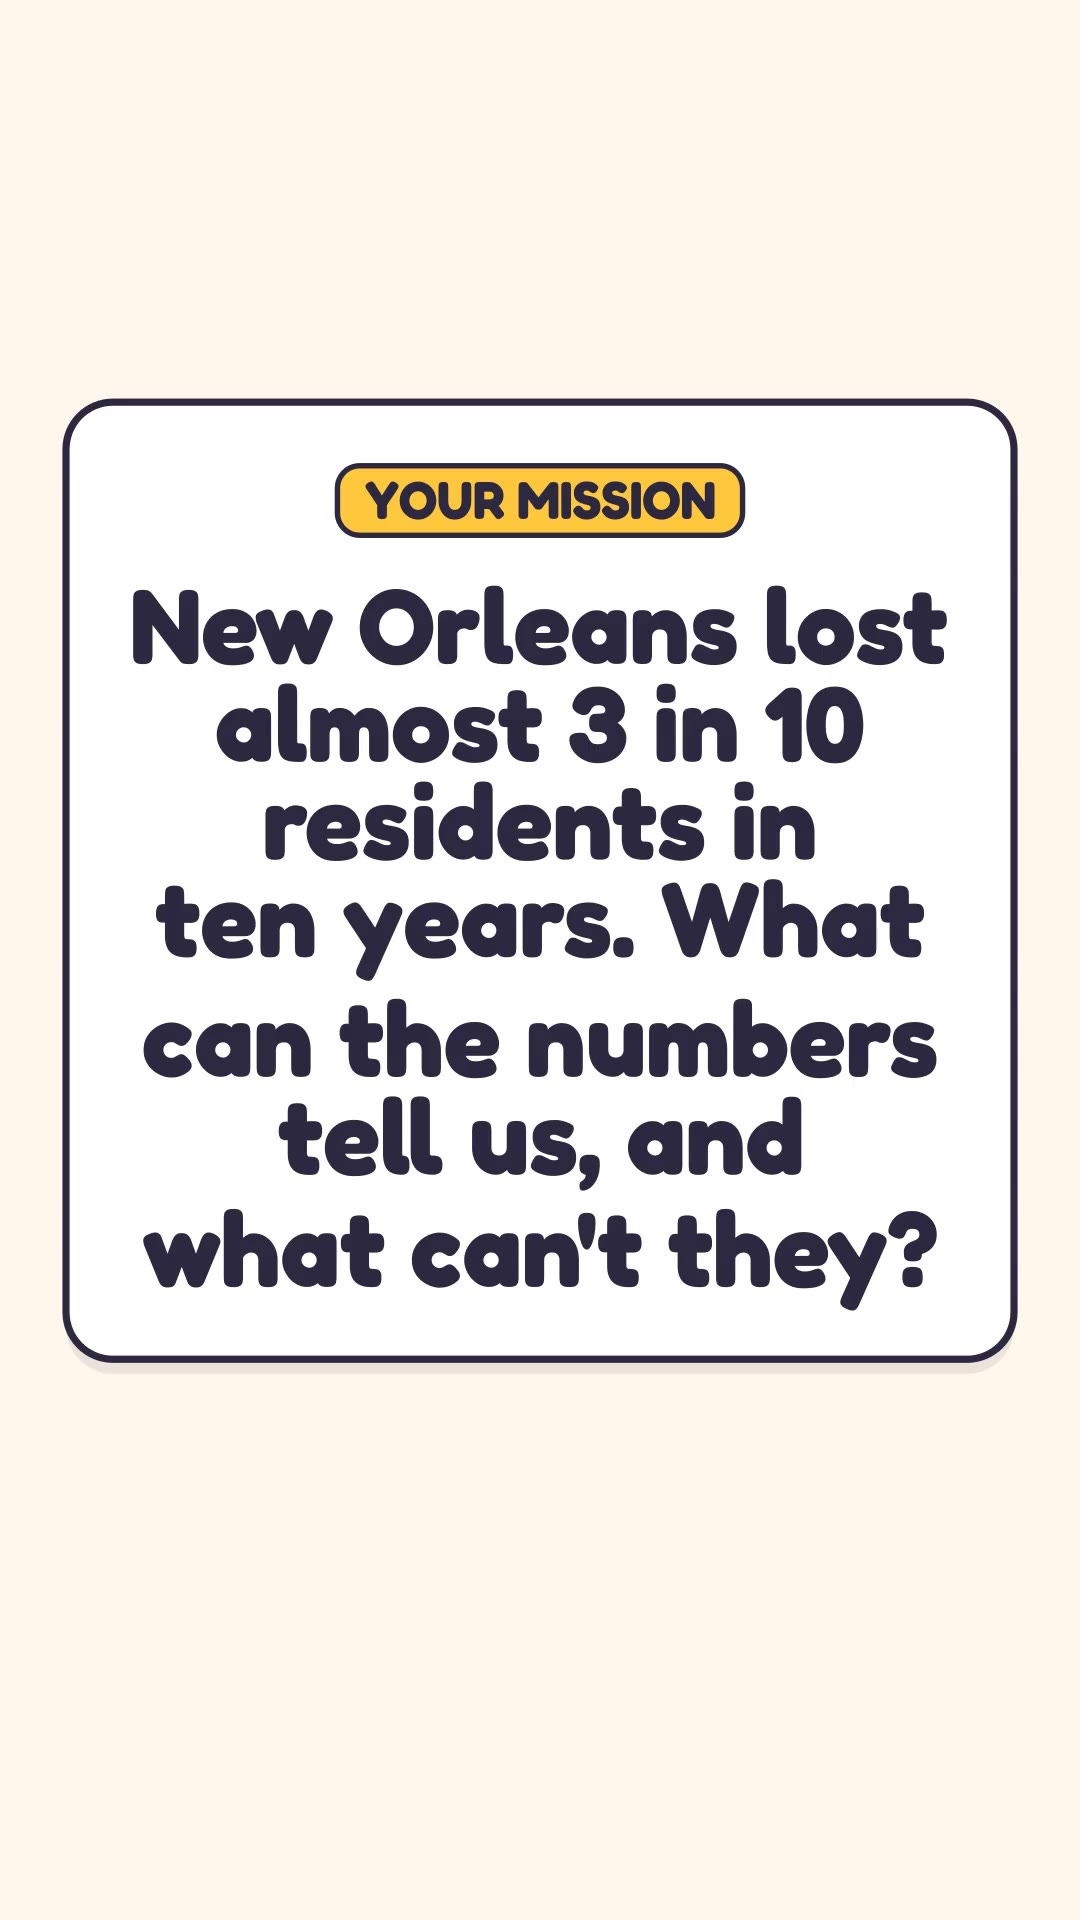 YOUR MISSION
New Orleans lost
almost 3 in 10
residents in
ten years. What
can the numbers
tell us, and
what can't they?